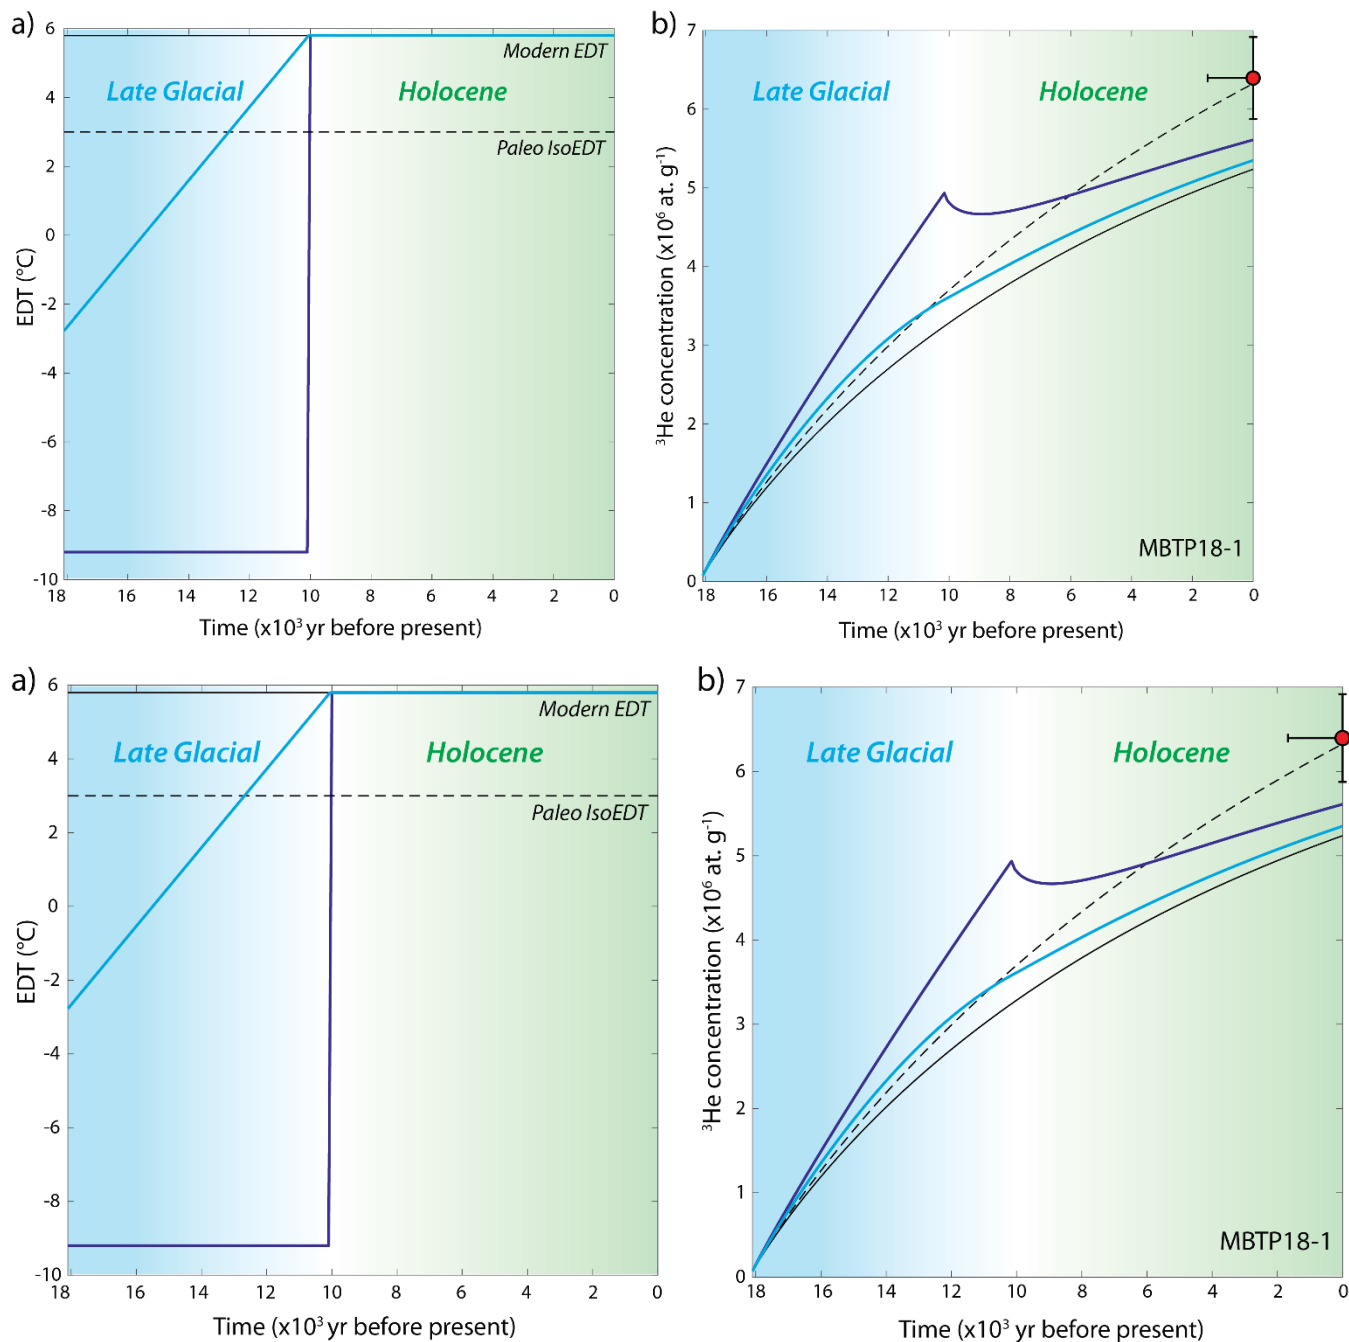 a)
6
4
2
0
-2
-4
-6
-8
-10
EDT (°C)
Late Glacial
Holocene
Modern EDT
Paleo IsoEDT
18 16 14 12 10 8 6 4 2 0
Time (x10³ yr before present)
b)
7
6
5
4
3
2
1
0
³He concentration (x10⁶ at. g⁻¹)
Late Glacial
Holocene
MBTP18-1
18 16 14 12 10 8 6 4 2 0
Time (x10³ yr before present)
a)
6
4
2
0
-2
-4
-6
-8
-10
EDT (°C)
Late Glacial
Holocene
Modern EDT
Paleo IsoEDT
18 16 14 12 10 8 6 4 2 0
Time (x10³ yr before present)
b)
7
6
5
4
3
2
1
0
³He concentration (x10⁶ at. g⁻¹)
Late Glacial
Holocene
MBTP18-1
18 16 14 12 10 8 6 4 2 0
Time (x10³ yr before present)